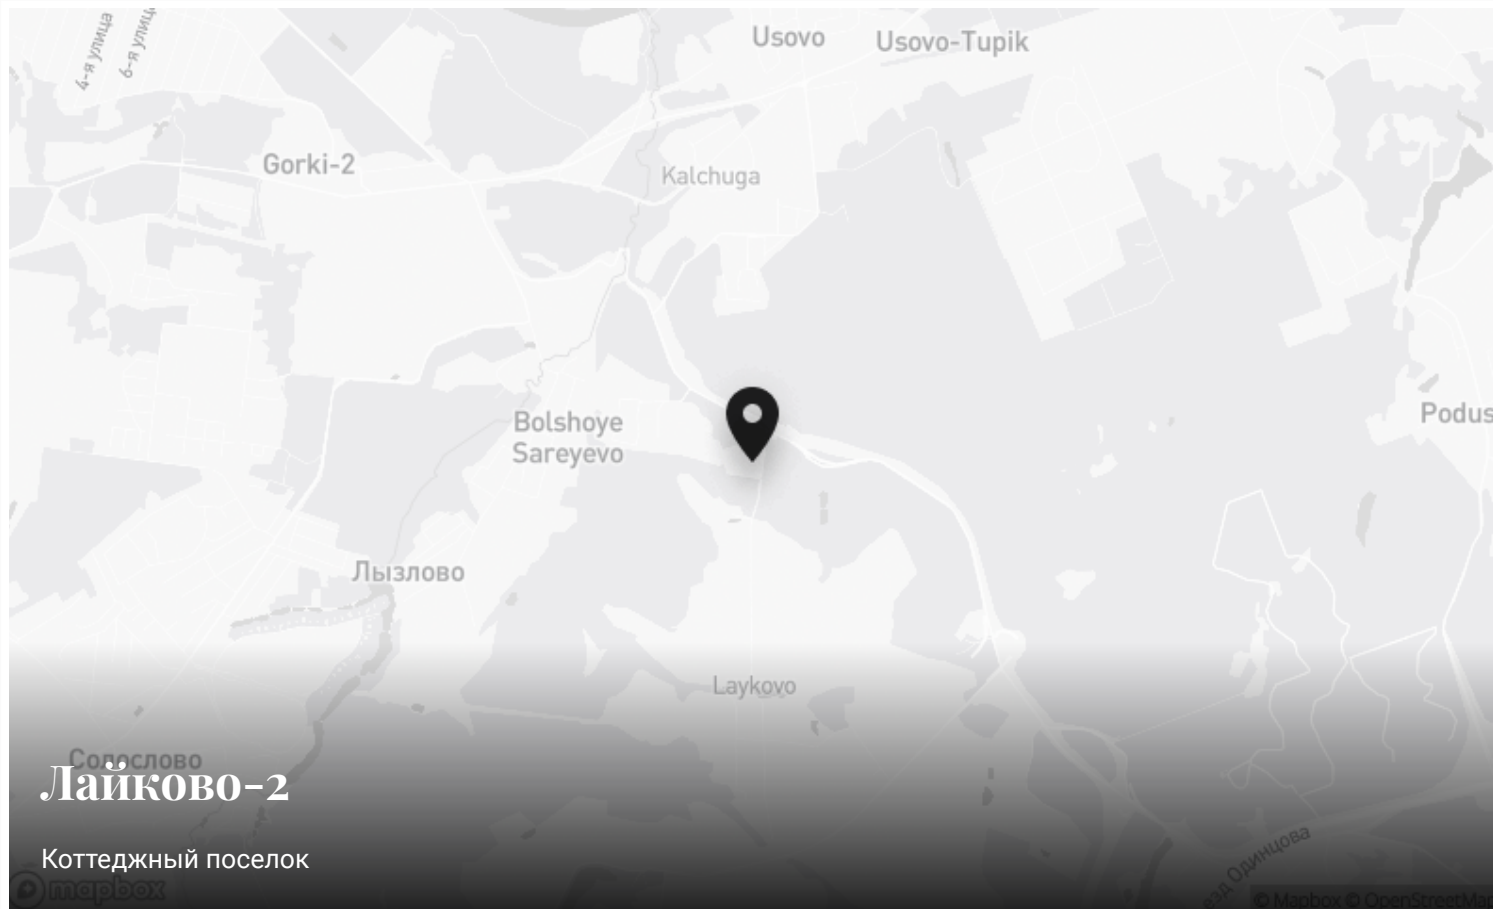 4-я улица
6-я улица
Usovo
Usovo-Tupik
Gorki-2
Kalchuga
Bolshoye
Sareyevo
Podus
Лызлово
Laykovo
Сопослово
Лайково-2
Коттеджный поселок
езд Одинцова
mapbox
© Mapbox © OpenStreetMap